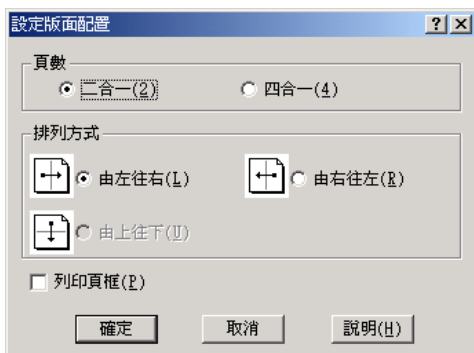 設定版面配置
頁數
二合一(2) 四合一(4)
排列方式
由左往右(L) 由右往左(R)
由上往下(U)
列印頁框(P)
確定 取消 說明(H)